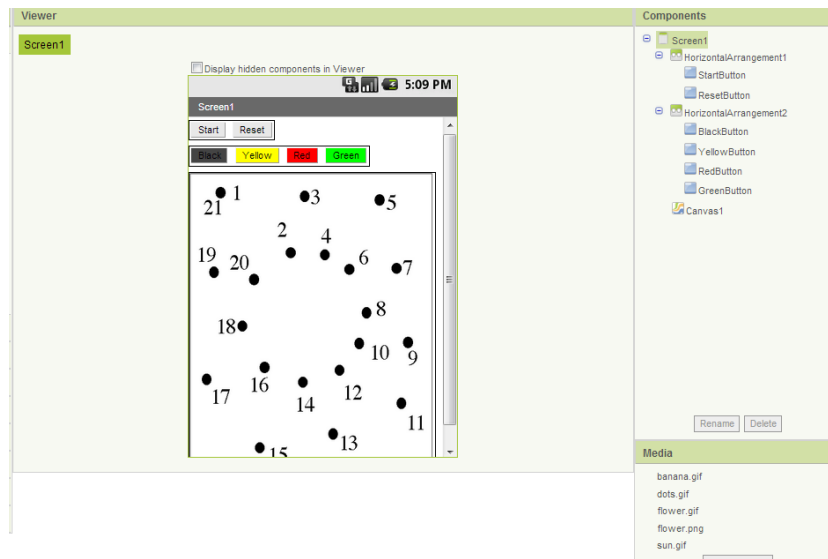 Viewer
Screen1
Display hidden components in Viewer
5:09 PM
Screen1
Start Reset
Black Yellow Red Green
1 3 5
21
2 4
19 20 6 7
18 8
10 9
17 16 14 12 11
15 13
Components
Screen1
HorizontalArrangement1
StartButton
ResetButton
HorizontalArrangement2
BlackButton
YellowButton
RedButton
GreenButton
Canvas1
Rename Delete
Media
banana.gif
dots.gif
flower.gif
flower.png
sun.gif